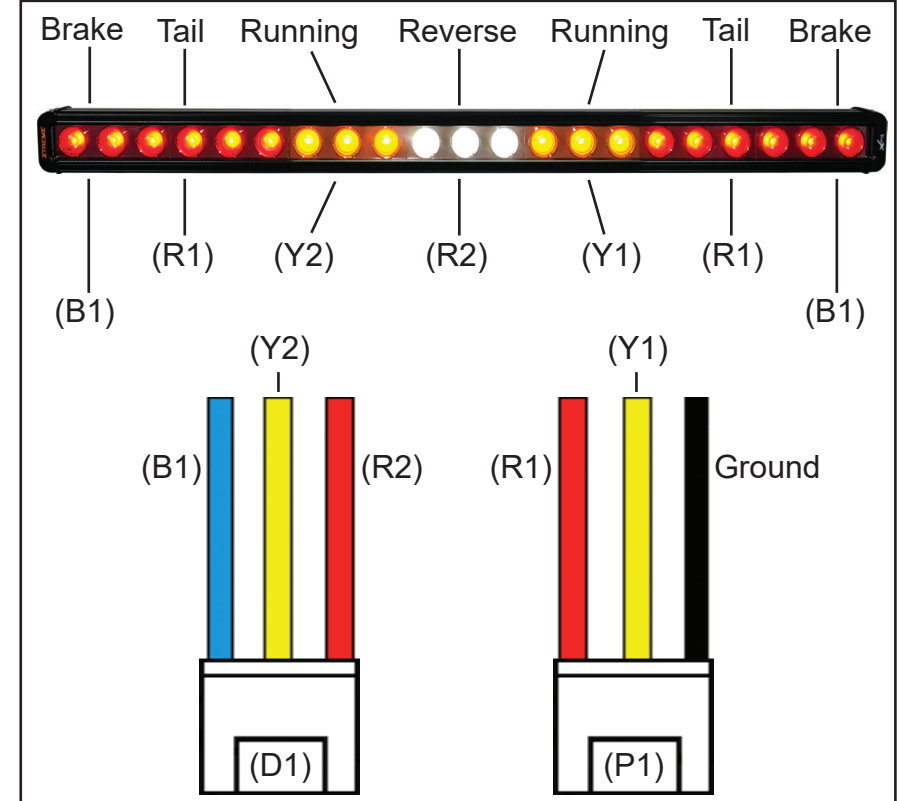 Brake Tail Running Reverse Running Tail Brake
XTREME
(R1) (Y2) (R2) (Y1) (R1)
(B1) (B1)
(Y2) (Y1)
(B1) (R2) (R1) Ground
(D1) (P1)